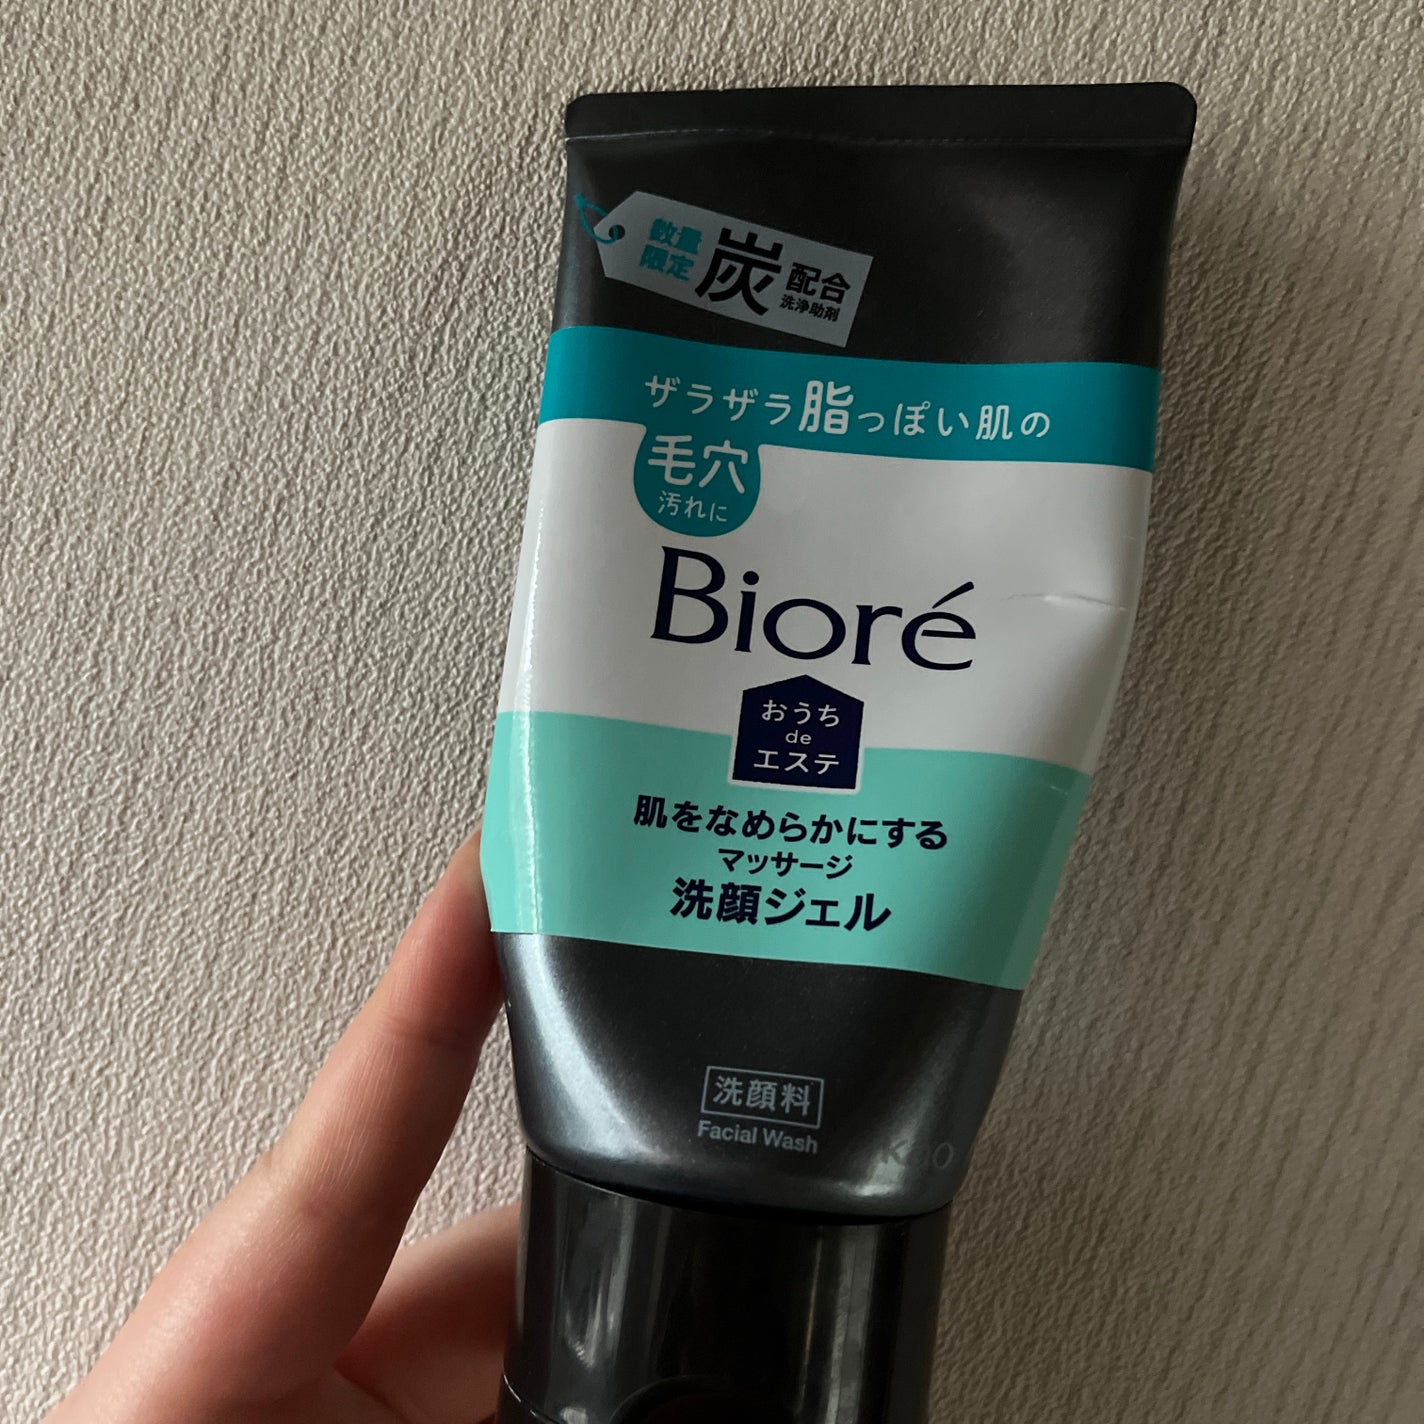 数量
限定
炭
配合
洗浄助剤
ザラザラ脂っぽい肌の
毛穴
汚れに
Bioré
おうち
de
エステ
肌をなめらかにする
マッサージ
洗顔ジェル
洗顔料
Facial Wash
Kao